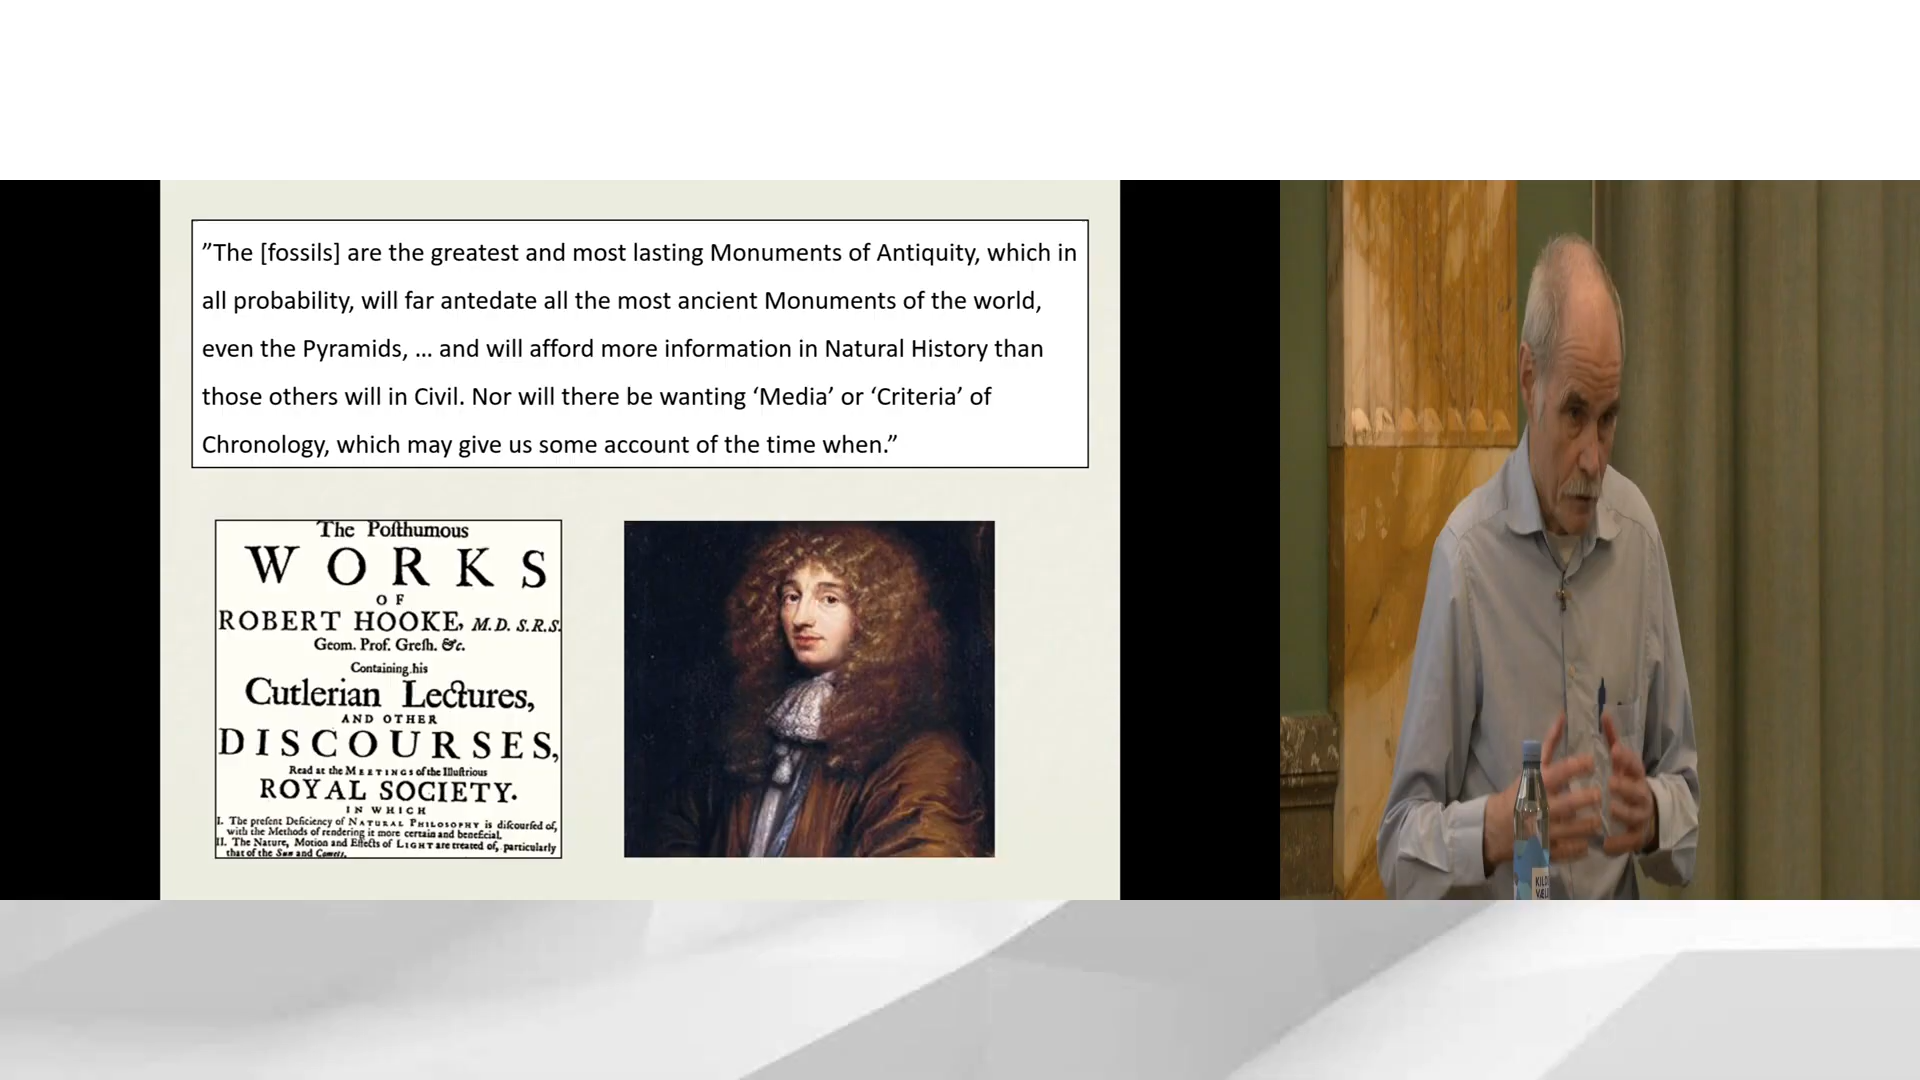 ”The [fossils] are the greatest and most lasting Monuments of Antiquity, which in
all probability, will far antedate all the most ancient Monuments of the world,
even the Pyramids, ... and will afford more information in Natural History than
those others will in Civil. Nor will there be wanting ‘Media’ or ‘Criteria’ of
Chronology, which may give us some account of the time when.”
The Poſthumous
WORKS
OF
ROBERT HOOKE, M.D. S.R.S.
Geom. Prof. Greſh. &c.
Containing his
Cutlerian Lectures,
AND OTHER
DISCOURSES,
Read at the MEETINGS of the Illuſtrious
ROYAL SOCIETY.
IN WHICH
I. The preſent Deficiency of NATURAL PHILOSOPHY is diſcourſed of,
with the Methods of rendering it more certain and beneficial.
II. The Nature, Motion and Effects of LIGHT are treated of, particularly
that of the Sun and Comets.